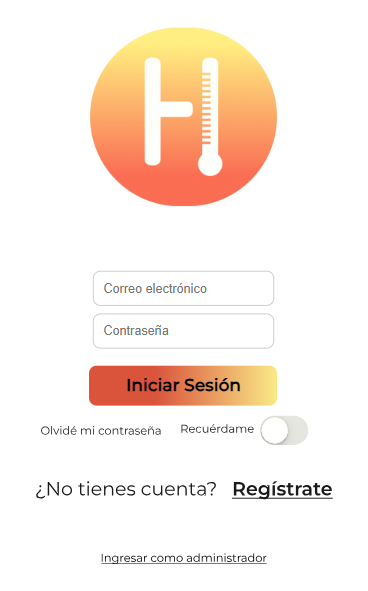 H
Correo electrónico
Contraseña
Iniciar Sesión
Olvidé mi contraseña Recuérdame
¿No tienes cuenta? Regístrate
Ingresar como administrador